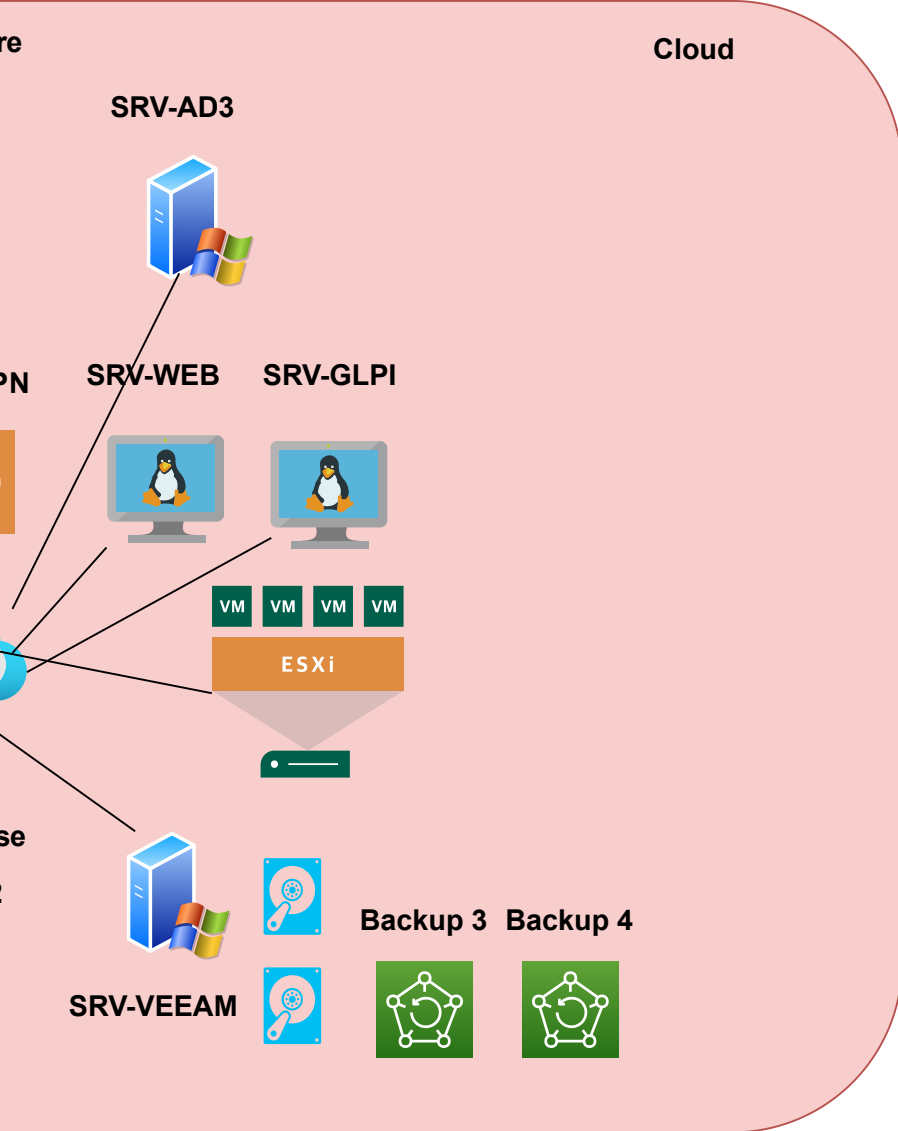 re
Cloud
SRV-AD3
PN
SRV-WEB
SRV-GLPI
VM
VM
VM
VM
ESXi
se
2
Backup 3
Backup 4
SRV-VEEAM